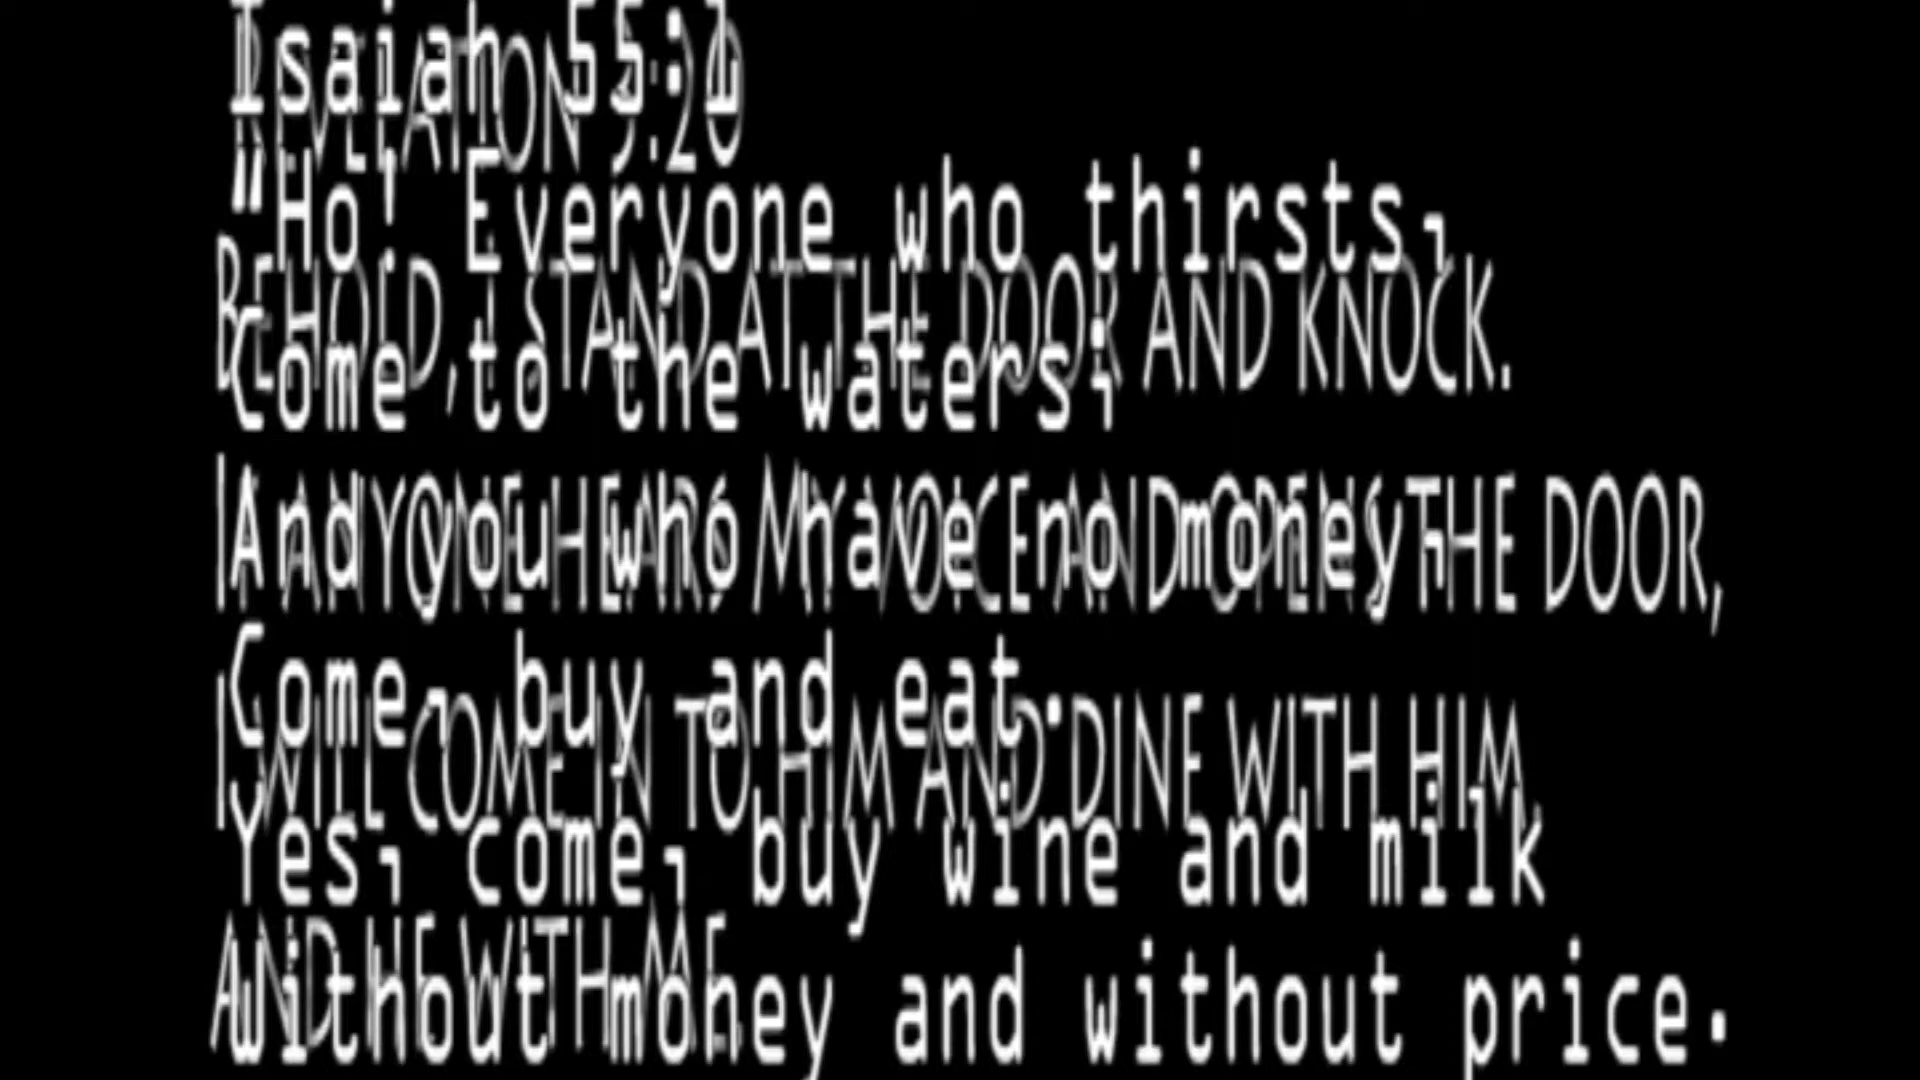 Isaiah 55:1
"Ho! Everyone who thirsts,
Come to the waters;
And you who have no money,
Come, buy and eat.
Yes, come, buy wine and milk
Without money and without price.
REVELATION 3:20
BEHOLD, I STAND AT THE DOOR AND KNOCK.
IF ANYONE HEARS MY VOICE AND OPENS THE DOOR,
I WILL COME IN TO HIM AND DINE WITH HIM,
AND HE WITH ME.